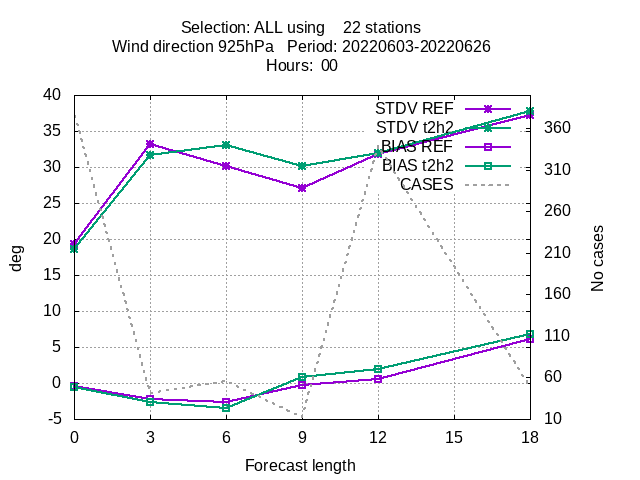 Selection: ALL using    22 stations
Wind direction 925hPa   Period: 20220603-20220626
Hours:  00
STDV REF
STDV t2h2
BIAS REF
BIAS t2h2
CASES
40
35
30
25
20
15
10
5
0
-5
360
310
260
210
160
110
60
10
deg
No cases
0 3 6 9 12 15 18
Forecast length